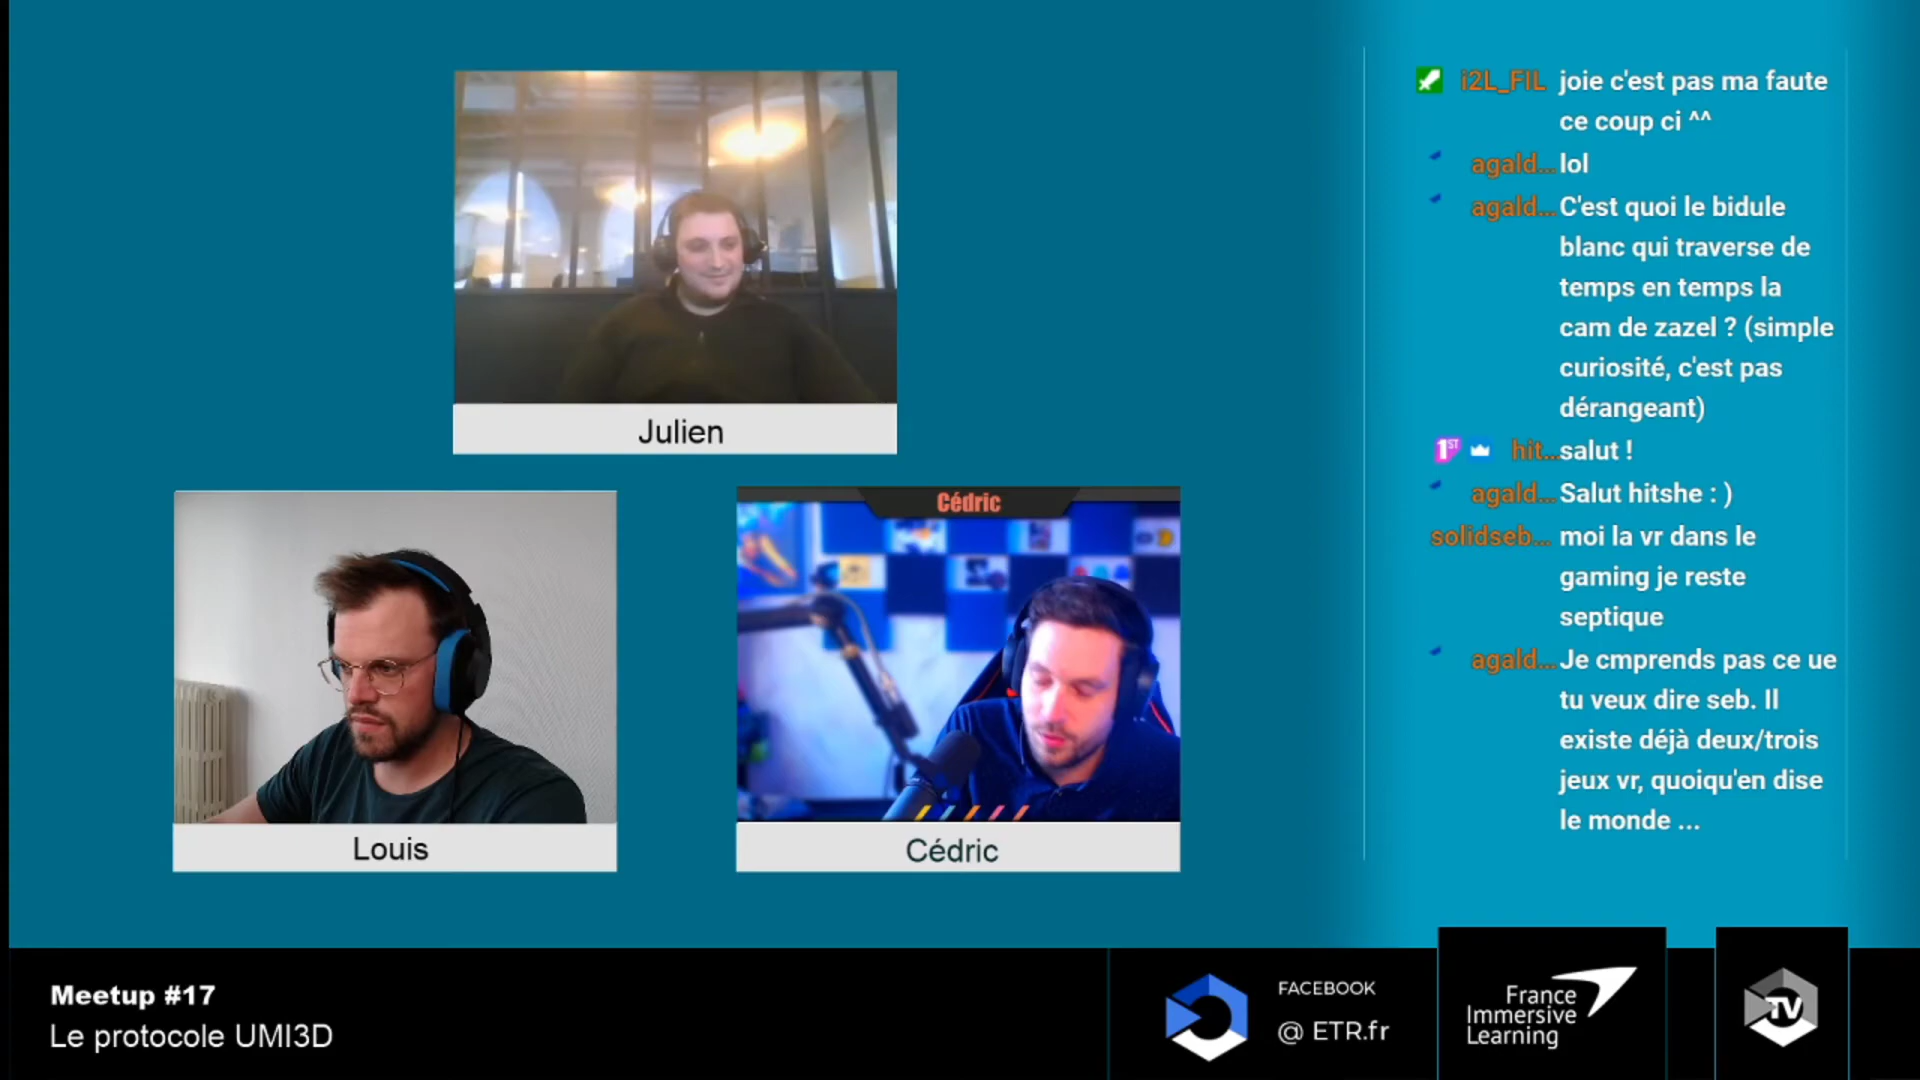 Julien
Louis
Cédric
Cédric
i2L_FIL joie c'est pas ma faute
ce coup ci ^^
agald... lol
agald... C'est quoi le bidule
blanc qui traverse de
temps en temps la
cam de zazel ? (simple
curiosité, c'est pas
dérangeant)
1ST hit... salut !
agald... Salut hitshe : )
solidseb... moi la vr dans le
gaming je reste
septique
agald... Je cmprends pas ce ue
tu veux dire seb. Il
existe déjà deux/trois
jeux vr, quoiqu'en dise
le monde ...
Meetup #17
Le protocole UMI3D
FACEBOOK
@ ETR.fr
France
Immersive
Learning
TV